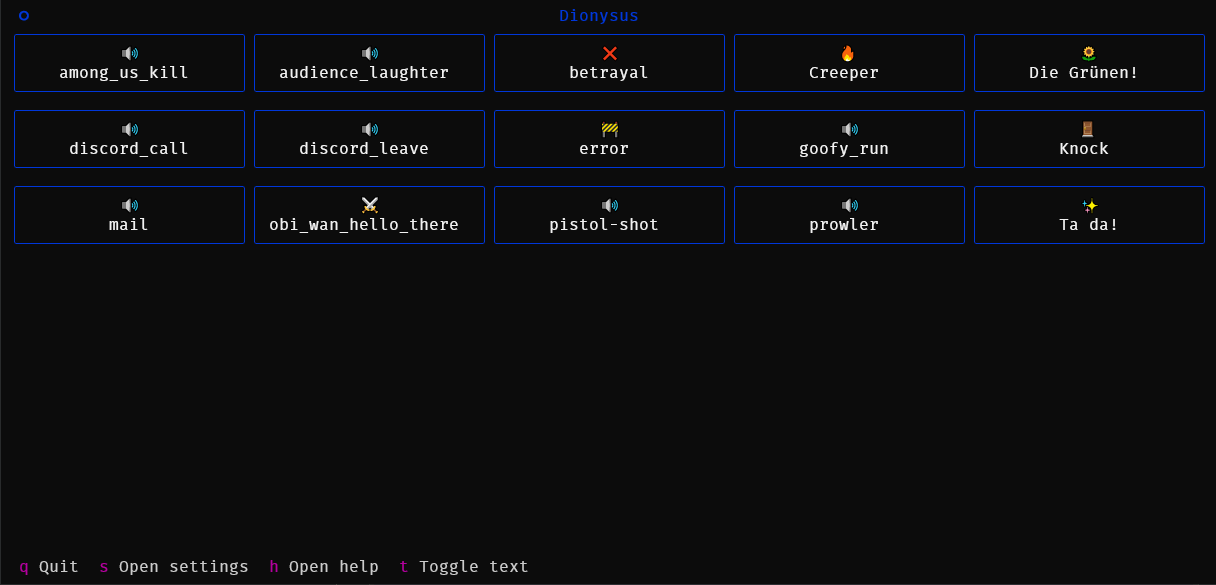 Dionysus
among_us_kill
audience_laughter
betrayal
Creeper
Die Grünen!
discord_call
discord_leave
error
goofy_run
Knock
mail
obi_wan_hello_there
pistol-shot
prowler
Ta da!
q Quit s Open settings h Open help t Toggle text